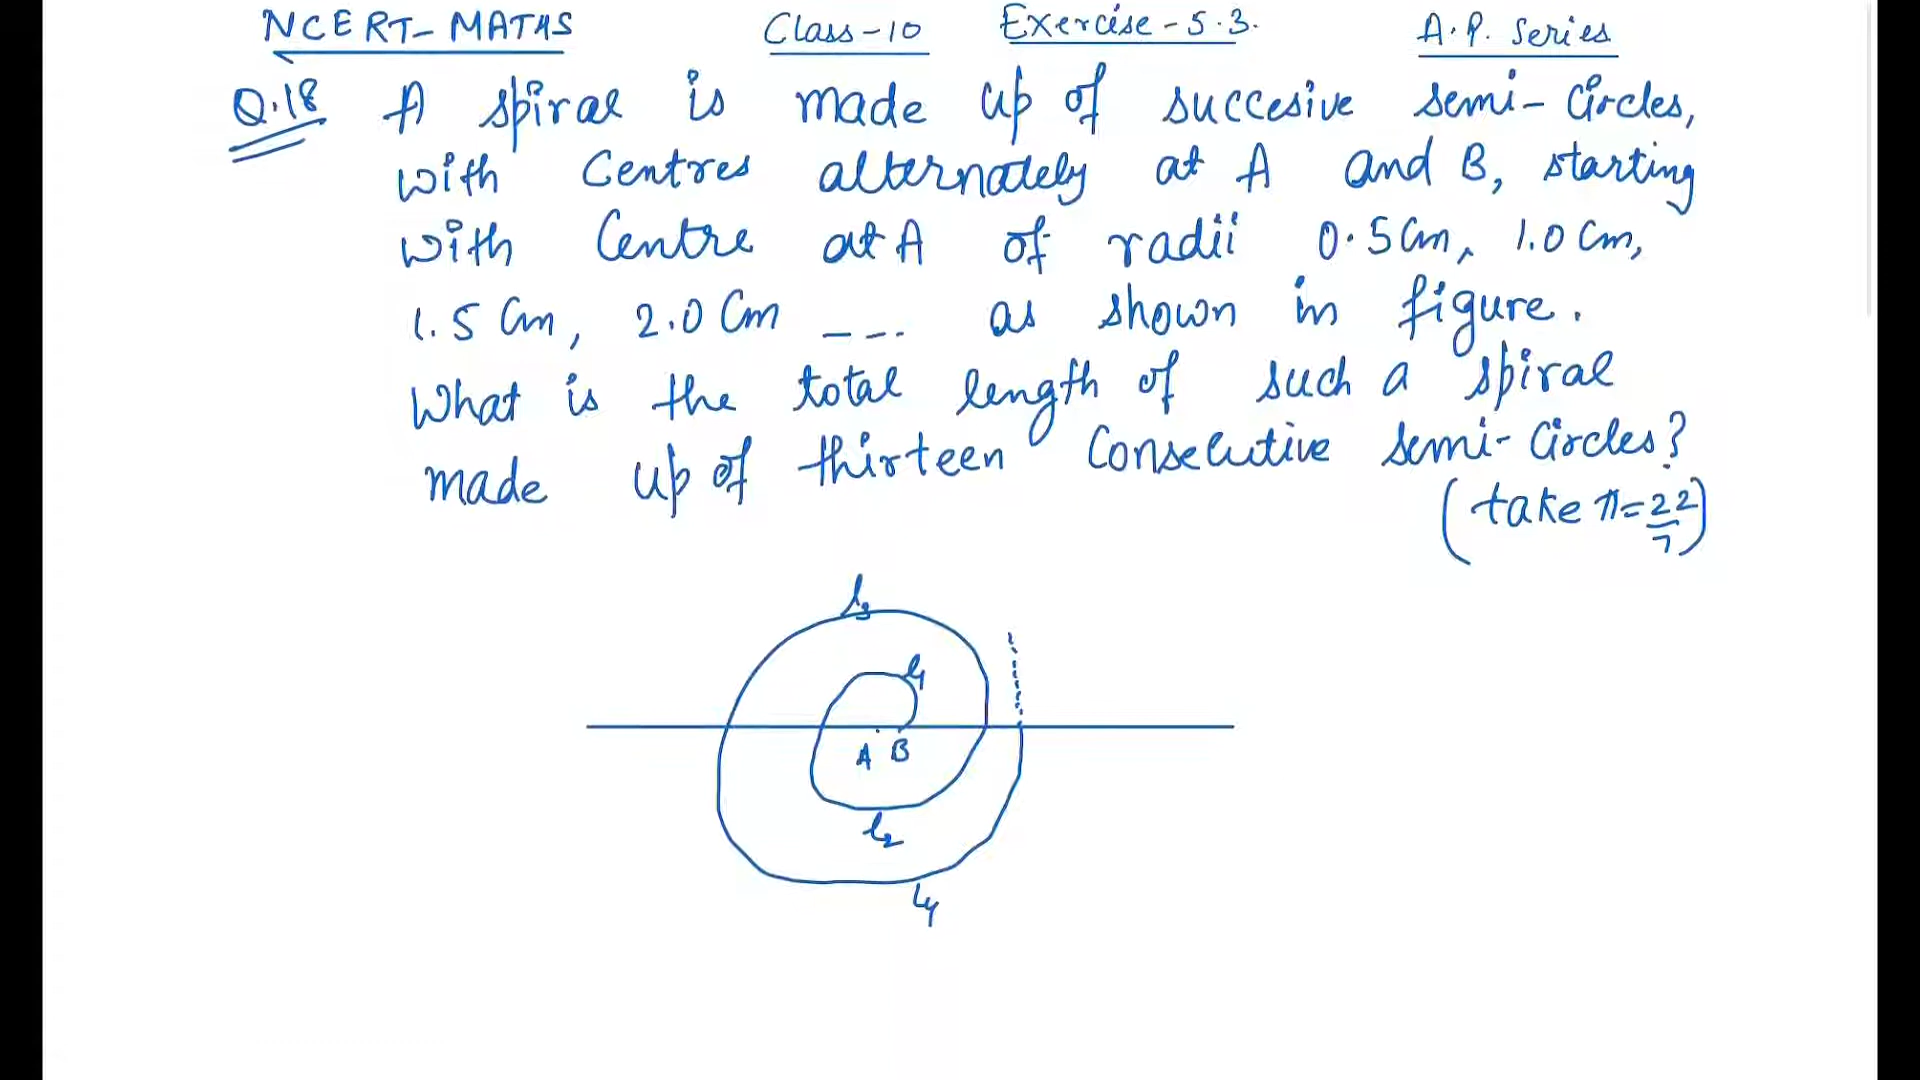 NCERT-MATHS Class-10 Exercise-5.3. A.P. Series
Q.18 A spiral is made up of succesive semi-circles,
with centres alternately at A and B, starting
with centre at A of radii 0.5cm, 1.0 cm,
1.5 cm, 2.0 cm --- as shown in figure.
What is the total length of such a spiral
made up of thirteen consecutive semi-circles?
(take π=22/7)
l3
l1
A B
l2
l4